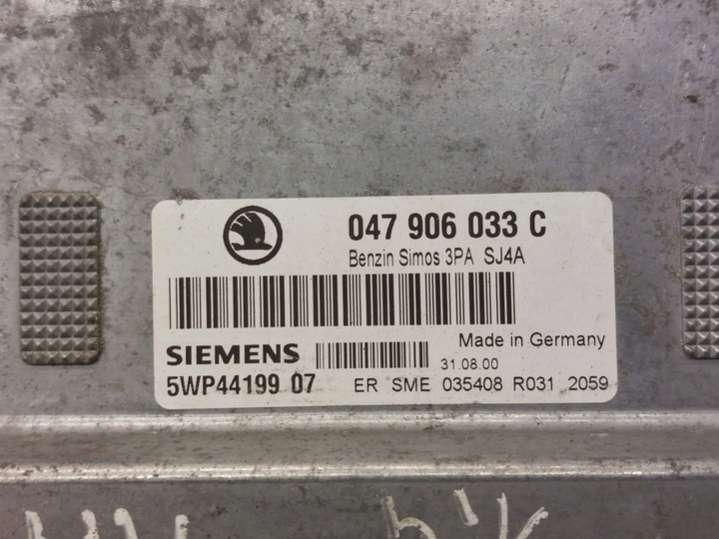 047 906 033 C
Benzin Simos 3PA SJ4A
Made in Germany
SIEMENS 31.08.00
5WP44199 07 ER SME 035408 R031 2059